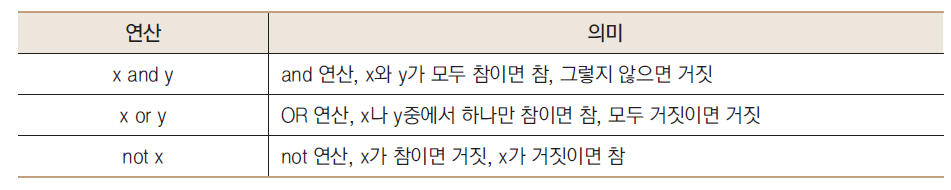 연산 의미
x and y and 연산, x와 y가 모두 참이면 참, 그렇지 않으면 거짓
x or y OR 연산, x나 y중에서 하나만 참이면 참, 모두 거짓이면 거짓
not x not 연산, x가 참이면 거짓, x가 거짓이면 참